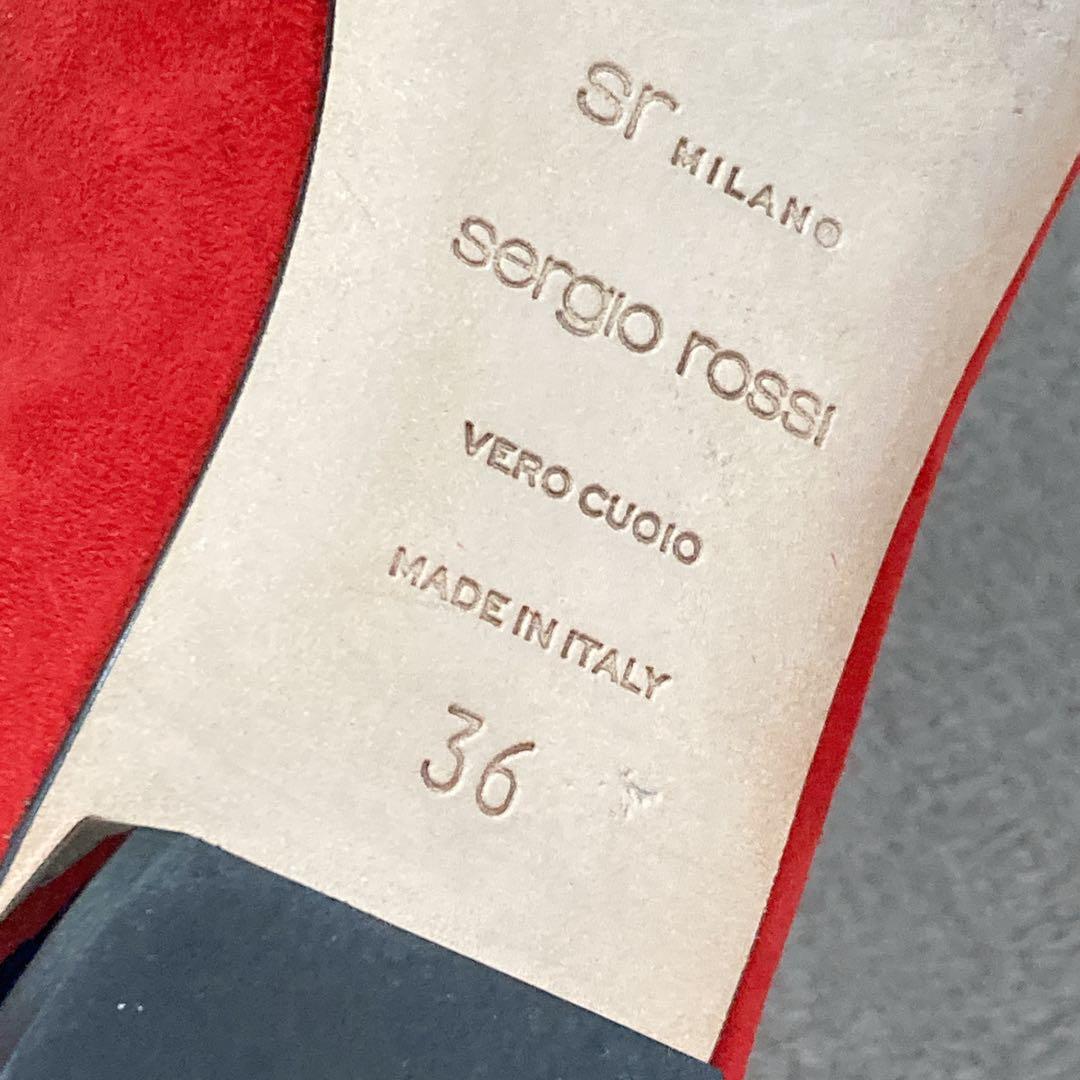 sr MILANO
sergio rossi
VERO CUOIO
MADE IN ITALY
36